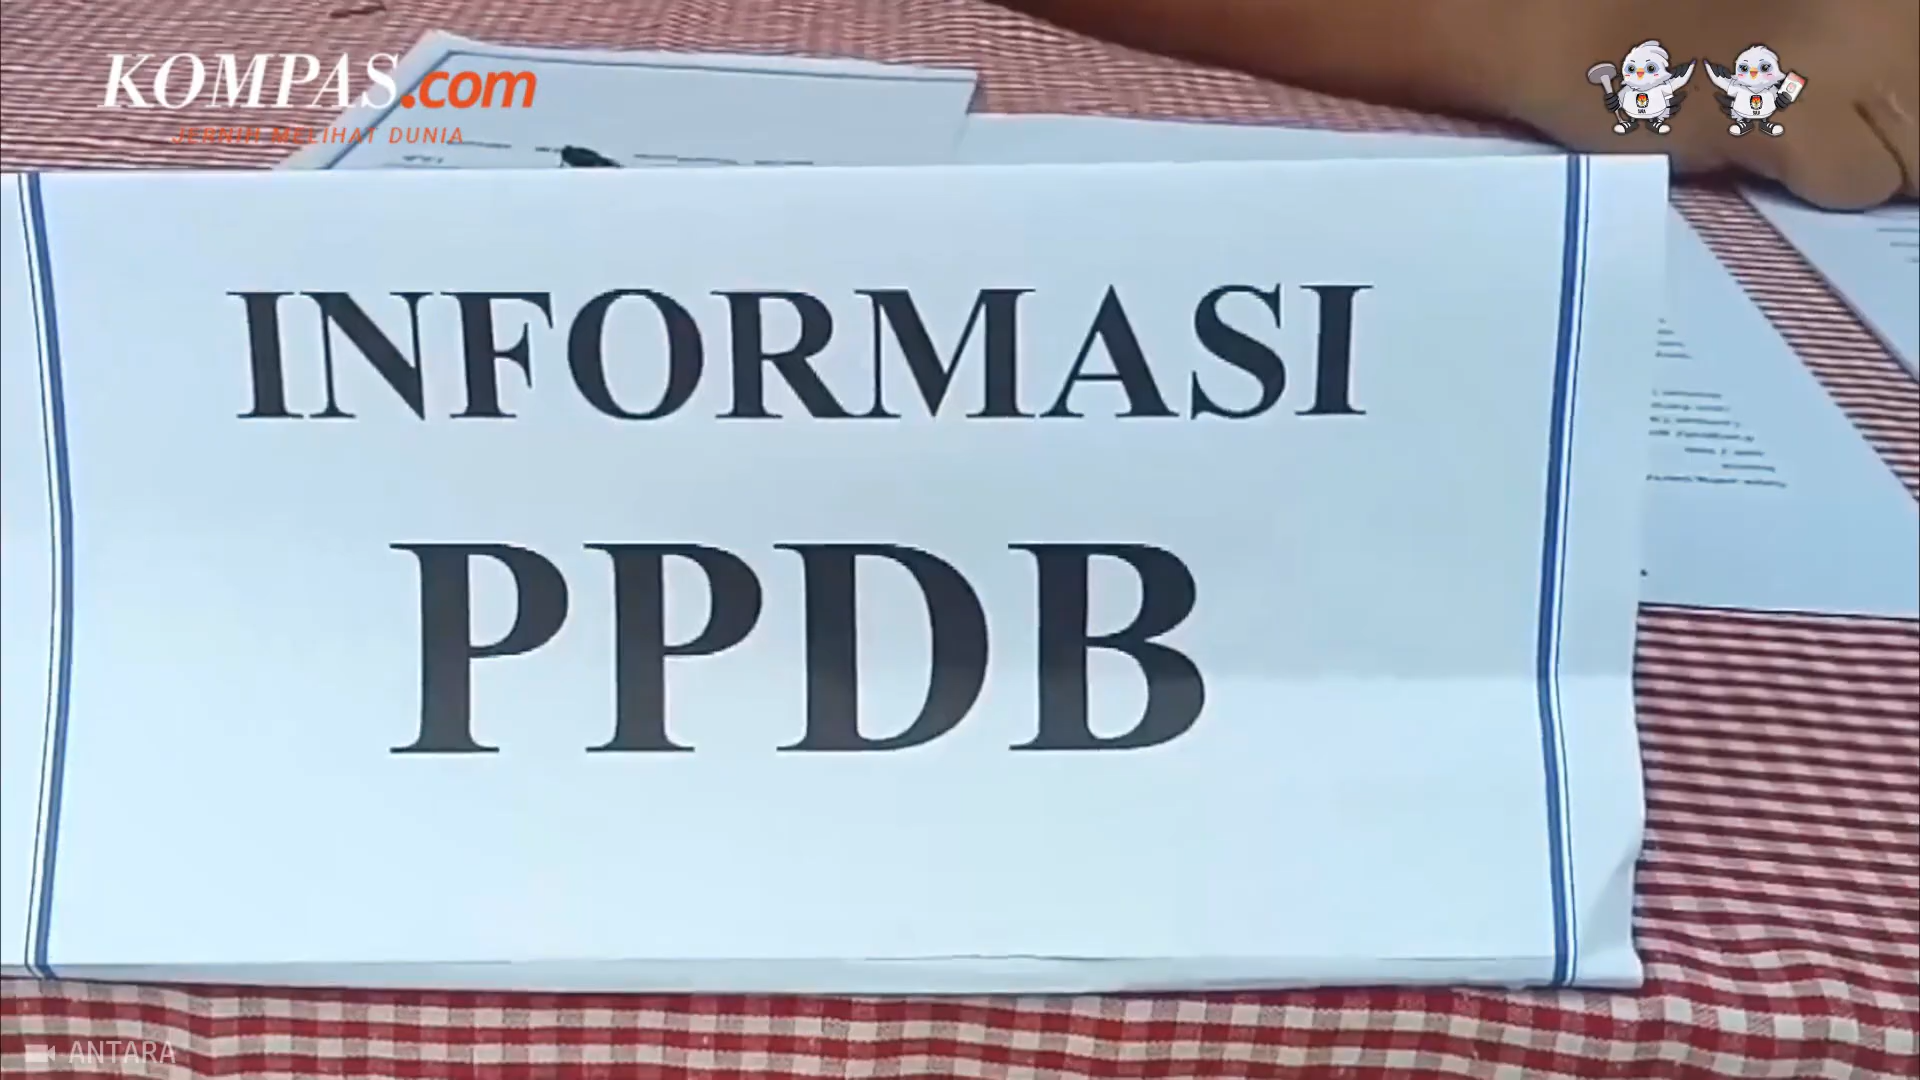 KOMPAS.com
JERNIH MELIHAT DUNIA
INFORMASI
PPDB
ANTARA